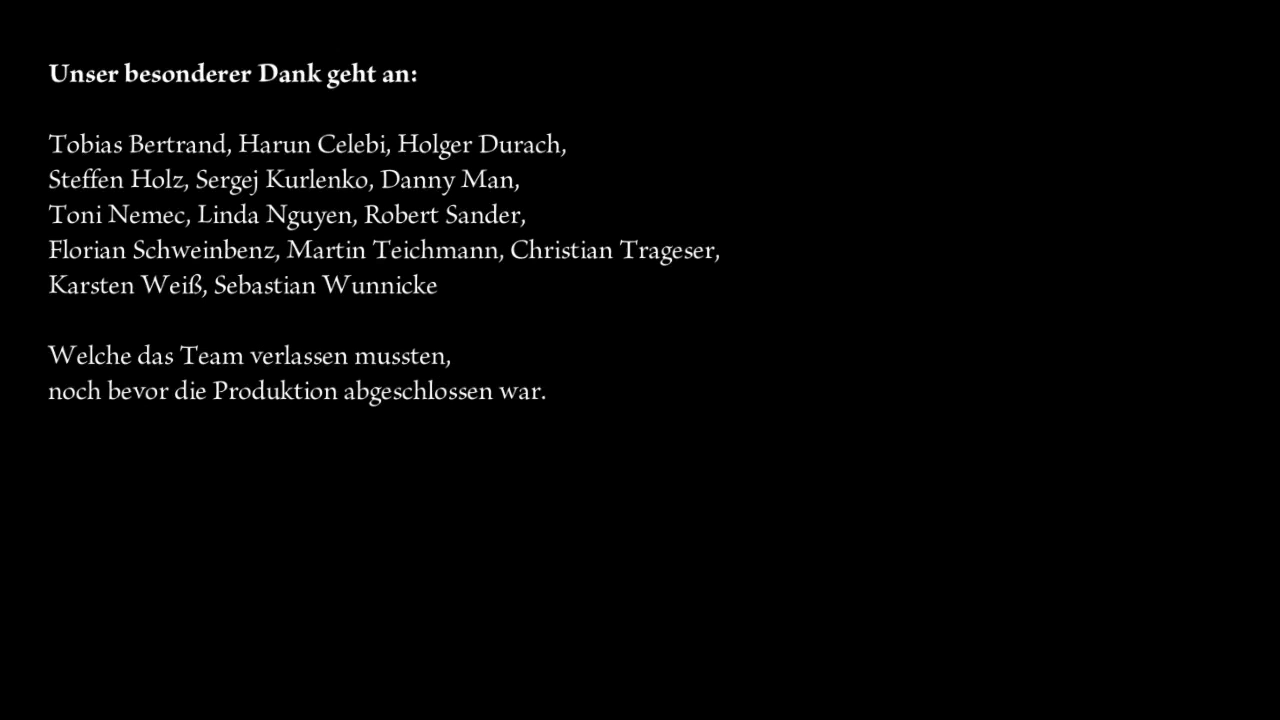 Unser besonderer Dank geht an:
Tobias Bertrand, Harun Celebi, Holger Durach,
Steffen Holz, Sergej Kurlenko, Danny Man,
Toni Nemec, Linda Nguyen, Robert Sander,
Florian Schweinbenz, Martin Teichmann, Christian Trageser,
Karsten Weiß, Sebastian Wunnicke
Welche das Team verlassen mussten,
noch bevor die Produktion abgeschlossen war.